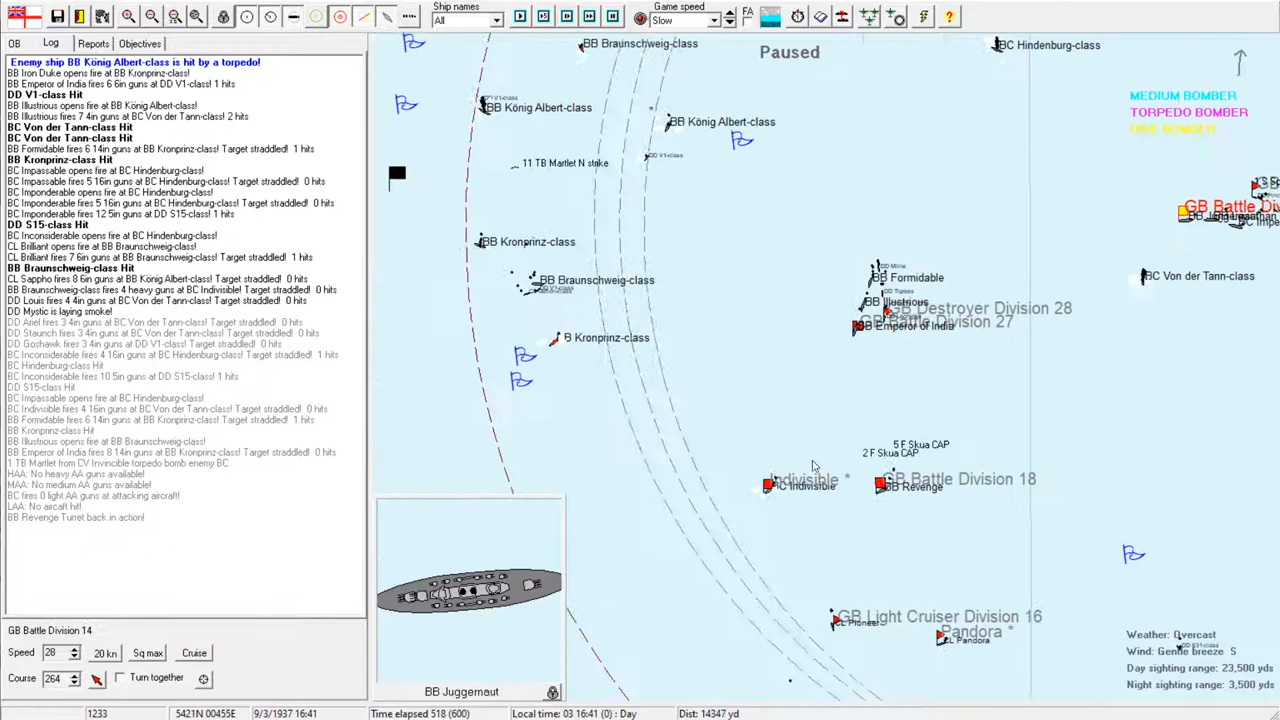 Ship names
All
Game speed
Slow
FA
OB Log Reports Objectives
Enemy ship BB König Albert-class is hit by a torpedo!
BB Iron Duke opens fire at BB Kronprinz-class!
BB Emperor of India fires 6 6in guns at DD V1-class! 1 hits
DD V1-class Hit
BB Illustrious opens fire at BB König Albert-class!
BB Illustrious fires 7 4in guns at BC Von der Tann-class! 2 hits
BC Von der Tann-class Hit
BC Von der Tann-class Hit
BB Formidable fires 6 14in guns at BB Kronprinz-class! Target straddled! 1 hits
BB Kronprinz-class Hit
BC Impassable opens fire at BC Hindenburg-class!
BC Impassable fires 5 16in guns at BC Hindenburg-class! Target straddled! 0 hits
BC Imponderable opens fire at BC Hindenburg-class!
BC Imponderable fires 5 16in guns at BC Hindenburg-class! Target straddled! 0 hits
BC Imponderable fires 12 5in guns at DD S15-class! 1 hits
DD S15-class Hit
BC Inconsiderable opens fire at BC Hindenburg-class!
CL Brilliant opens fire at BB Braunschweig-class!
CL Brilliant fires 7 6in guns at BB Braunschweig-class! Target straddled! 1 hits
BB Braunschweig-class Hit
CL Sappho fires 8 6in guns at BB König Albert-class! Target straddled! 0 hits
BB Braunschweig-class fires 4 heavy guns at BC Indivisible! Target straddled! 0 hits
DD Louis fires 4 4in guns at BC Von der Tann-class! Target straddled! 0 hits
DD Mystic is laying smoke!
DD Ariel fires 3 4in guns at BC Von der Tann-class! Target straddled! 0 hits
DD Staunch fires 3 4in guns at BC Von der Tann-class! Target straddled! 0 hits
DD Goshawk fires 3 4in guns at DD V1-class! Target straddled! 0 hits
BC Inconsiderable fires 4 16in guns at BC Hindenburg-class! Target straddled! 1 hits
BC Hindenburg-class Hit
BC Inconsiderable fires 10 5in guns at DD S15-class! 1 hits
DD S15-class Hit
BC Impassable opens fire at BC Hindenburg-class!
BC Indivisible fires 4 16in guns at BC Von der Tann-class! Target straddled! 0 hits
BB Formidable fires 6 14in guns at BB Kronprinz-class! Target straddled! 1 hits
BB Kronprinz-class Hit
BB Illustrious opens fire at BB Braunschweig-class!
BB Emperor of India fires 8 14in guns at BB Kronprinz-class! Target straddled! 0 hits
1 TB Martlet from CV Invincible torpedo bomb enemy BC
HAA: No heavy AA guns available!
MAA: No medium AA guns available!
BC fires 0 light AA guns at attacking aircraft!
LAA: No aircraft hit!
BB Revenge Turret back in action!
GB Battle Division 14
Speed 28 20 kn Sq max Cruise
Course 264 Turn together
BB Braunschweig-class
Paused
BC Hindenburg-class
MEDIUM BOMBER
TORPEDO BOMBER
DIVE BOMBER
DD V1-class
BB König Albert-class
BB König Albert-class
DD V1-class
11 TB Martlet N strike
GB Battle Div
BB Kronprinz-class
BB Braunschweig-class
DD Milne
BB Formidable
BC Von der Tann-class
DD Tigress
BB Illustrious
GB Destroyer Division 28
GB Battle Division 27
BB Emperor of India
B Kronprinz-class
5 F Skua CAP
2 F Skua CAP
Indivisible *
BC Indivisible
GB Battle Division 18
BB Revenge
GB Light Cruiser Division 16
CL Pioneer
Pandora *
CL Pandora
Weather: Overcast
Wind: Gentle breeze S
Day sighting range: 23,500 yds
Night sighting range: 3,500 yds
BB Juggernaut
1233 5421N 00455E 9/3/1937 16:41 Time elapsed 518 (600) Local time: 03 16:41 (0) : Day Dist: 14347 yd